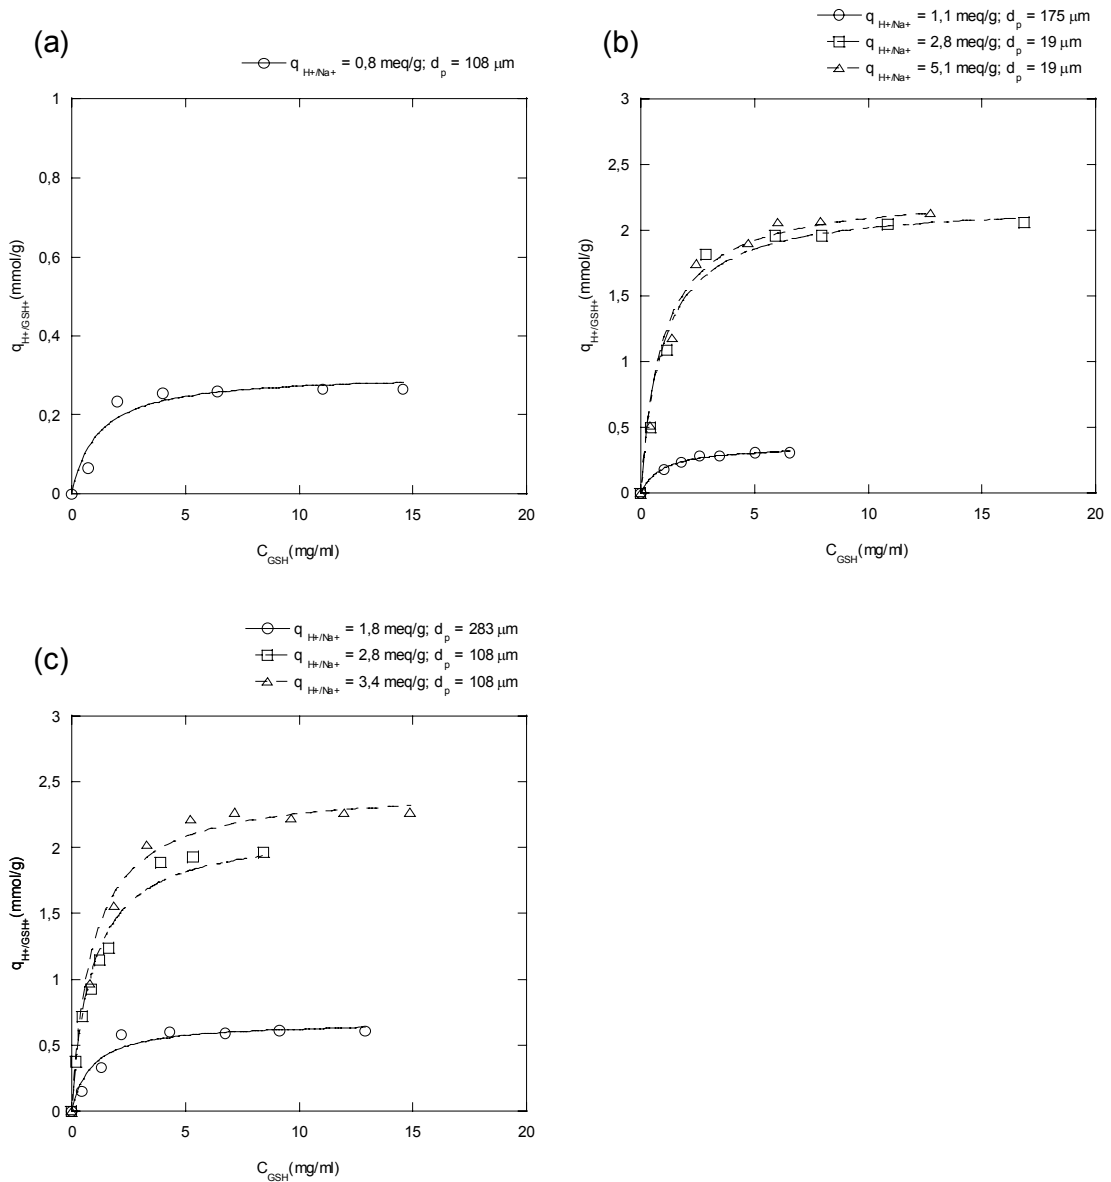 (a)
q H+/Na+ = 0,8 meq/g; d p = 108 μm
1
0,8
0,6
0,4
0,2
0
q H+/GSH+ (mmol/g)
0 5 10 15 20
C GSH (mg/ml)
(b)
q H+/Na+ = 1,1 meq/g; d p = 175 μm
q H+/Na+ = 2,8 meq/g; d p = 19 μm
q H+/Na+ = 5,1 meq/g; d p = 19 μm
3
2,5
2
1,5
1
0,5
0
q H+/GSH+ (mmol/g)
0 5 10 15 20
C GSH (mg/ml)
(c)
q H+/Na+ = 1,8 meq/g; d p = 283 μm
q H+/Na+ = 2,8 meq/g; d p = 108 μm
q H+/Na+ = 3,4 meq/g; d p = 108 μm
3
2,5
2
1,5
1
0,5
0
q H+/GSH+ (mmol/g)
0 5 10 15 20
C GSH (mg/ml)